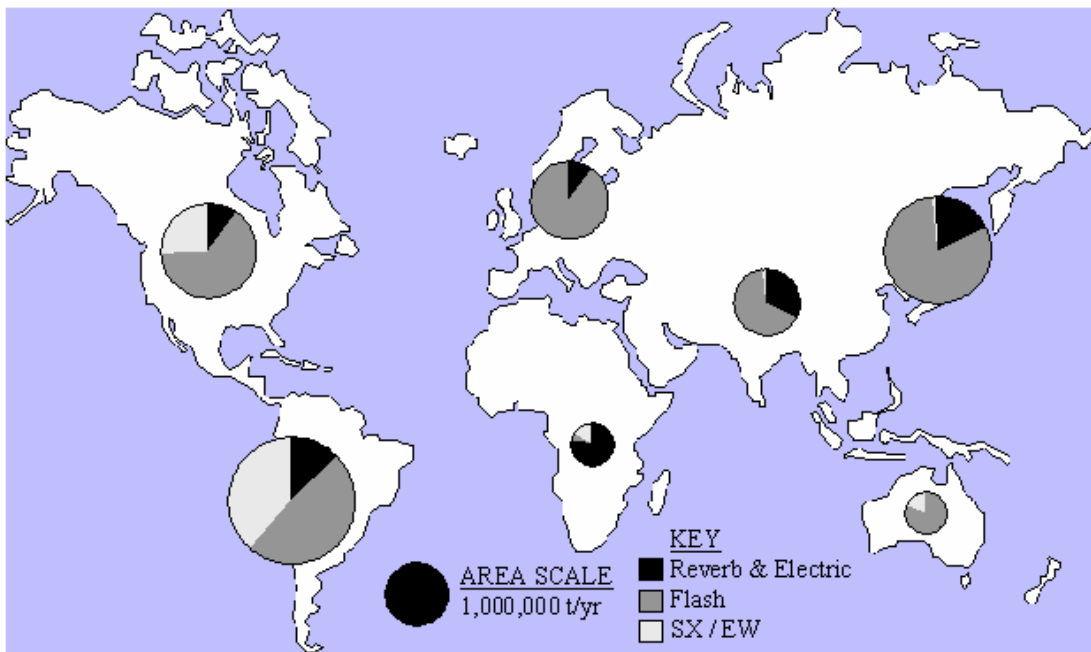 AREA SCALE
1,000,000 t/yr
KEY
Reverb & Electric
Flash
SX / EW